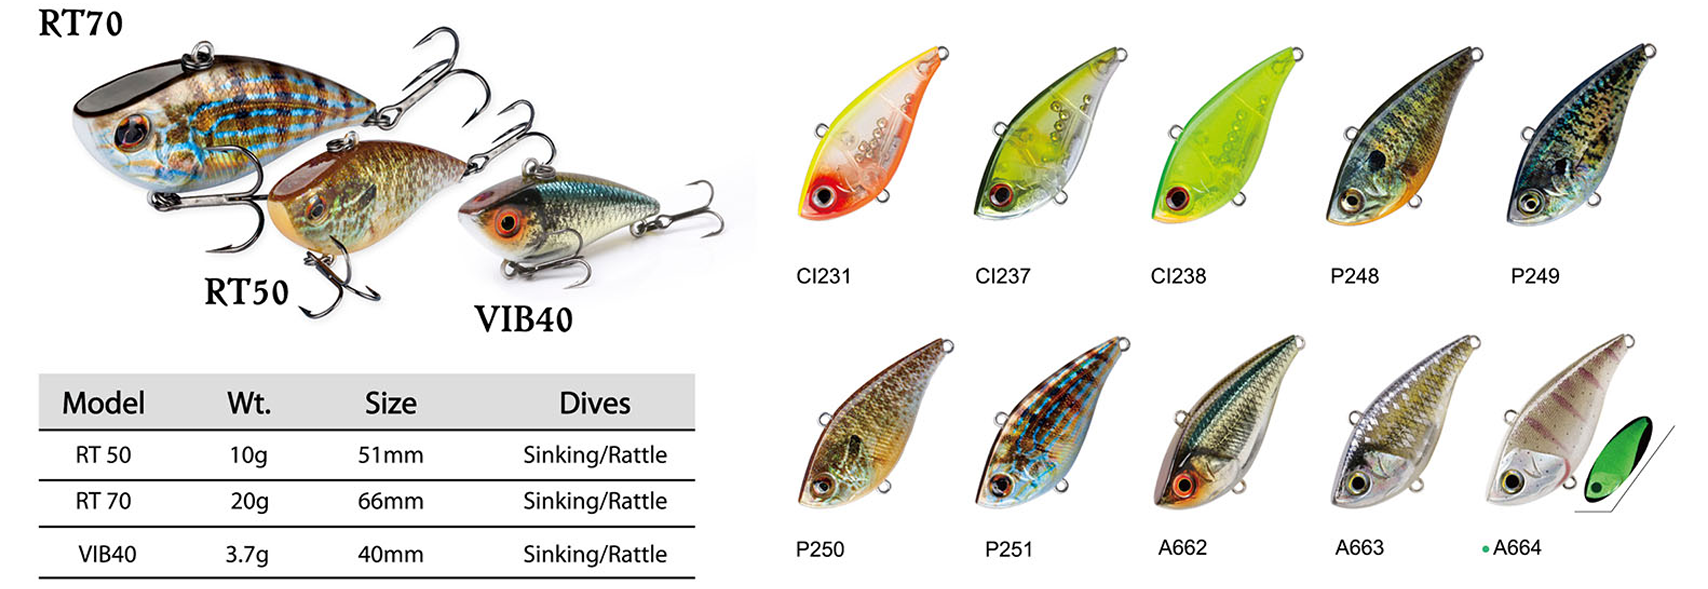 RT70
RT50
VIB40
Model Wt. Size Dives
RT 50 10g 51mm Sinking/Rattle
RT 70 20g 66mm Sinking/Rattle
VIB40 3.7g 40mm Sinking/Rattle
CI231 CI237 CI238 P248 P249
P250 P251 A662 A663 A664